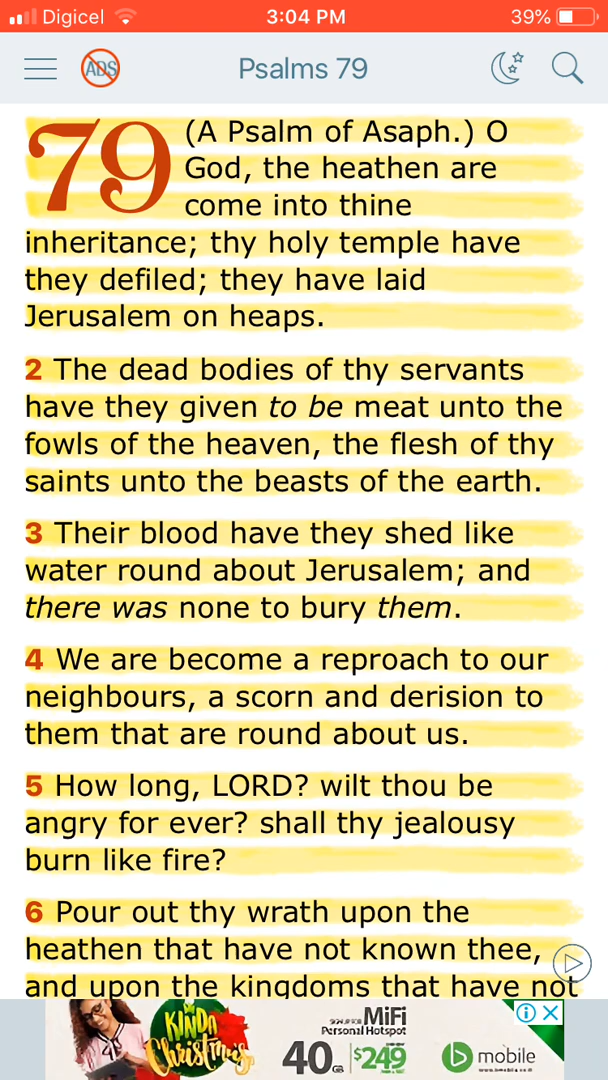 Digicel 3:04 PM 39%
ADS Psalms 79
79 (A Psalm of Asaph.) O
God, the heathen are
come into thine
inheritance; thy holy temple have
they defiled; they have laid
Jerusalem on heaps.
2 The dead bodies of thy servants
have they given to be meat unto the
fowls of the heaven, the flesh of thy
saints unto the beasts of the earth.
3 Their blood have they shed like
water round about Jerusalem; and
there was none to bury them.
4 We are become a reproach to our
neighbours, a scorn and derision to
them that are round about us.
5 How long, LORD? wilt thou be
angry for ever? shall thy jealousy
burn like fire?
6 Pour out thy wrath upon the
heathen that have not known thee,
and upon the kingdoms that have not
KINDA
Christmas
SIGN UP FOR MiFi
Personal Hotspot
40GB $249
b mobile